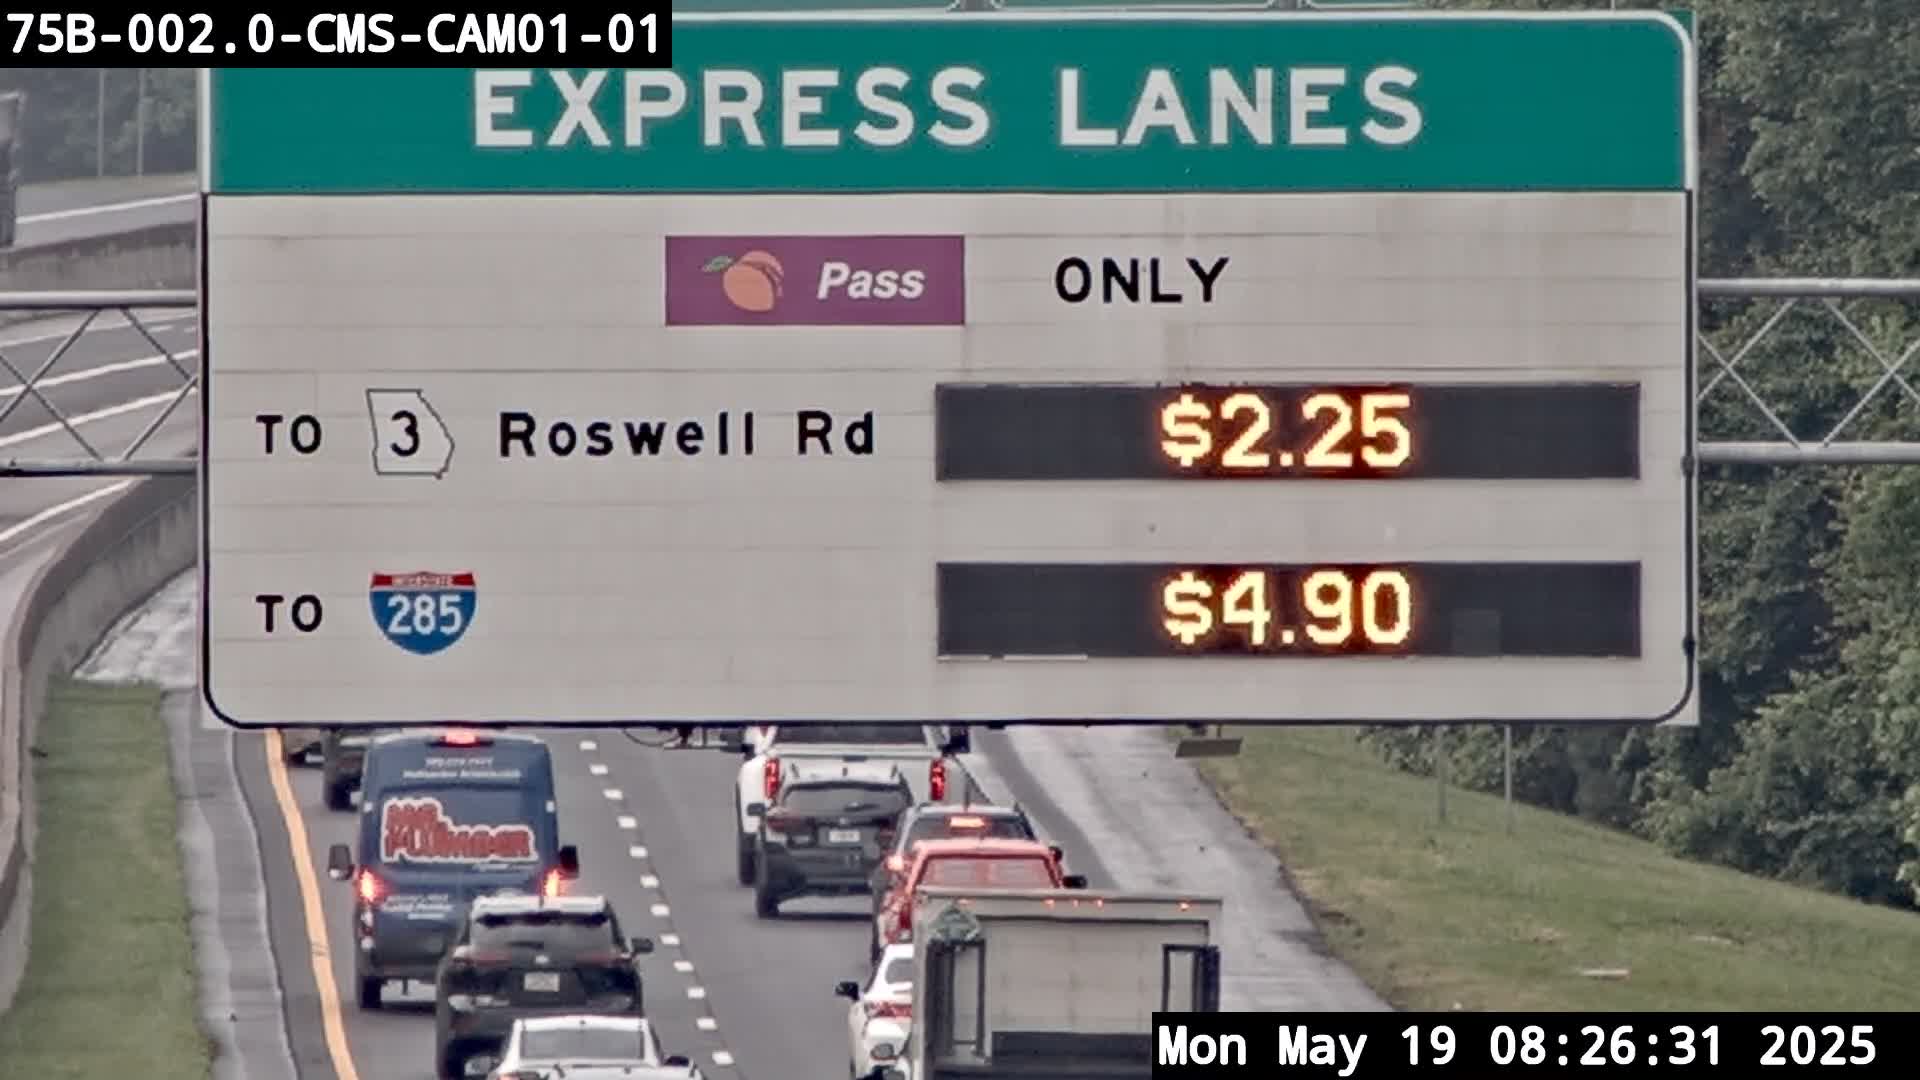 75B-002.0-CMS-CAM01-01
EXPRESS LANES
Pass ONLY
TO 3 Roswell Rd $2.25
TO INTERSTATE 285 $4.90
Mon May 19 08:26:31 2025